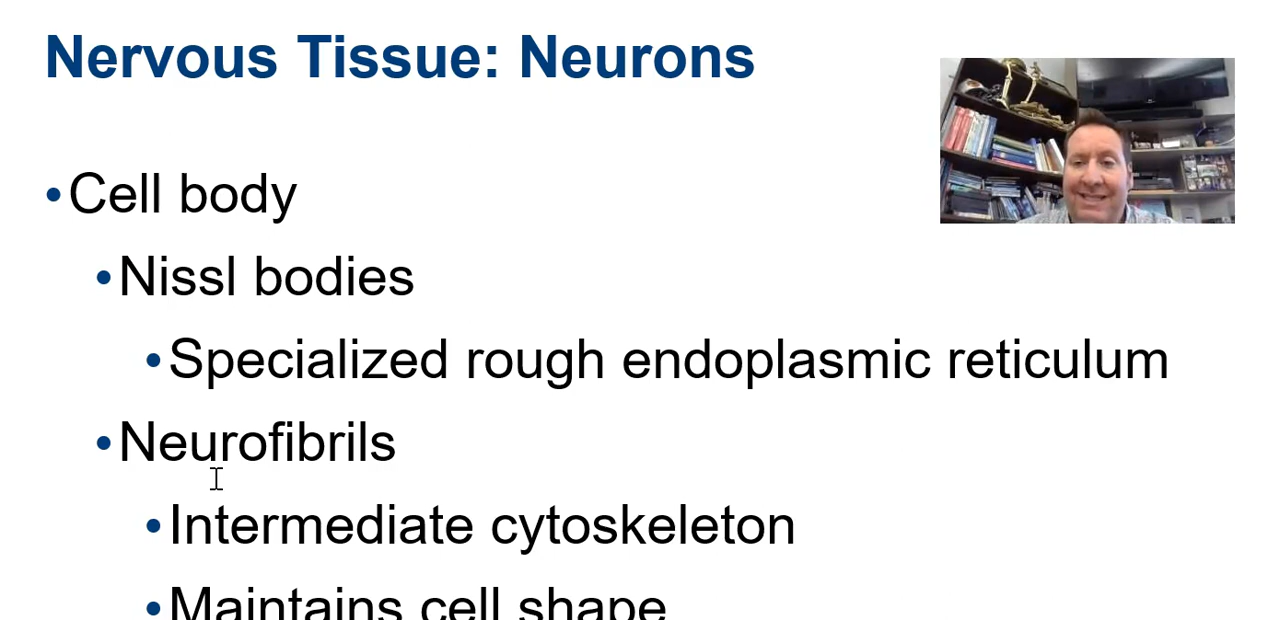 Nervous Tissue: Neurons
•Cell body
•Nissl bodies
•Specialized rough endoplasmic reticulum
•Neurofibrils
•Intermediate cytoskeleton
•Maintains cell shape